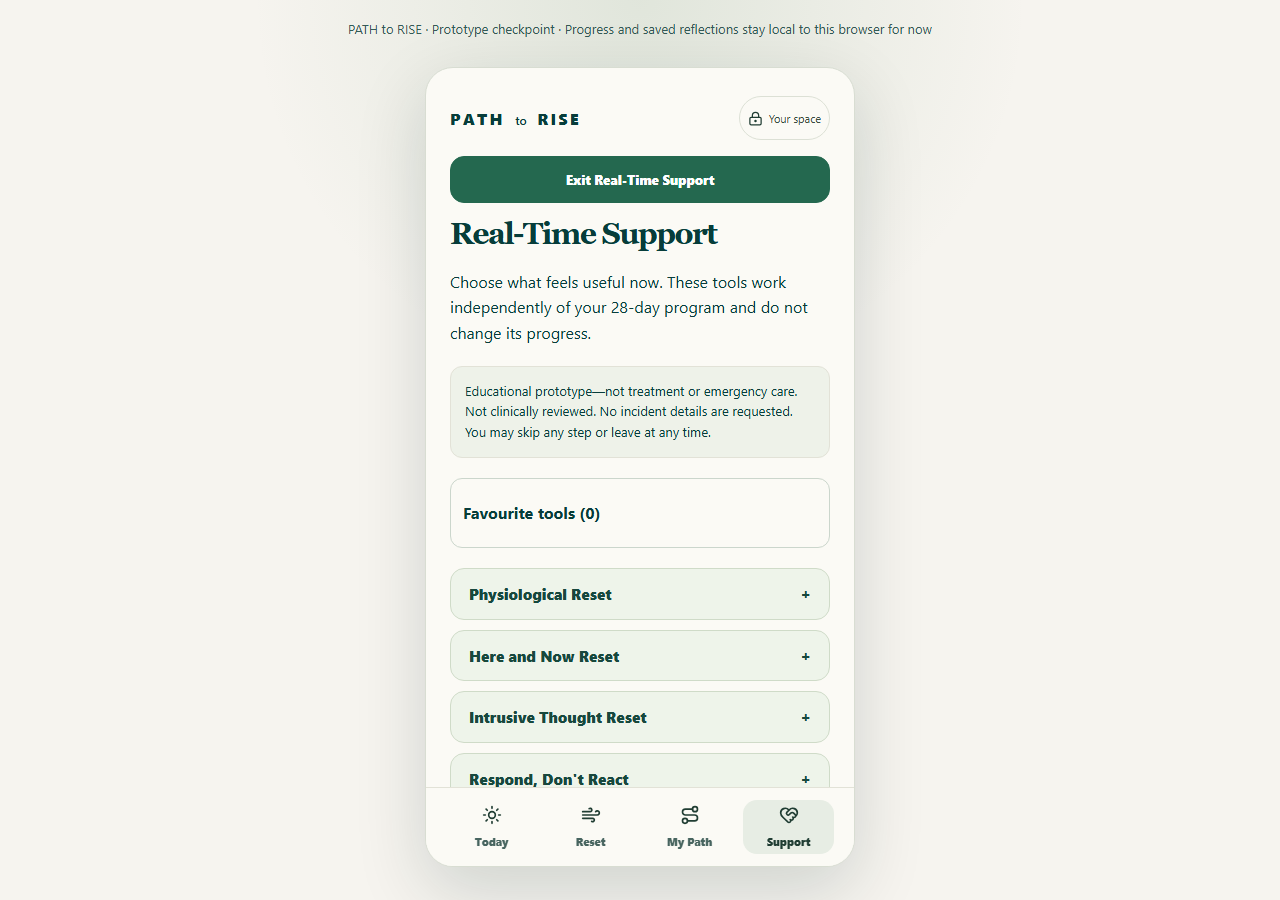 PATH to RISE · Prototype checkpoint · Progress and saved reflections stay local to this browser for now
PATH to RISE
Your space
Exit Real-Time Support
Real-Time Support
Choose what feels useful now. These tools work
independently of your 28-day program and do not
change its progress.
Educational prototype—not treatment or emergency care.
Not clinically reviewed. No incident details are requested.
You may skip any step or leave at any time.
Favourite tools (0)
Physiological Reset +
Here and Now Reset +
Intrusive Thought Reset +
Respond, Don't React +
Today
Reset
My Path
Support